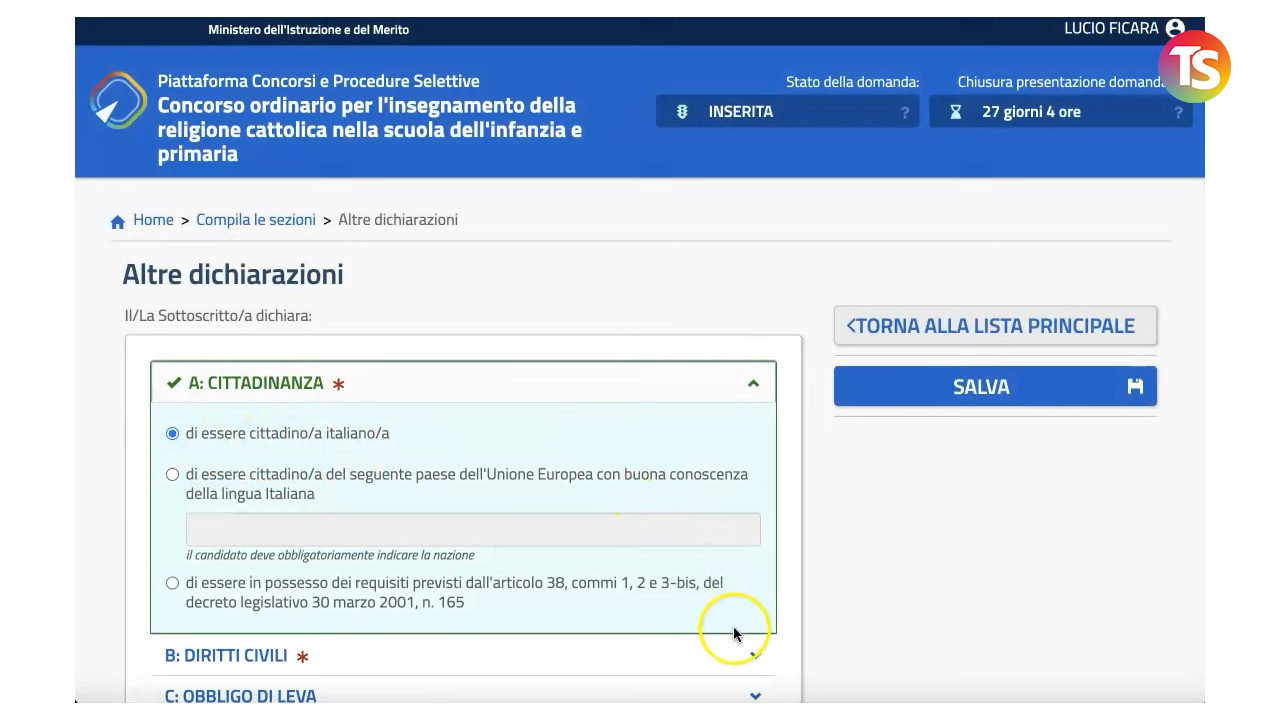 Ministero dell'Istruzione e del Merito
LUCIO FICARA
TS
Piattaforma Concorsi e Procedure Selettive
Concorso ordinario per l'insegnamento della
religione cattolica nella scuola dell'infanzia e
primaria
Stato della domanda:
INSERITA ?
Chiusura presentazione domanda
27 giorni 4 ore ?
Home > Compila le sezioni > Altre dichiarazioni
Altre dichiarazioni
Il/La Sottoscritto/a dichiara:
<TORNA ALLA LISTA PRINCIPALE
SALVA
A: CITTADINANZA *
di essere cittadino/a italiano/a
di essere cittadino/a del seguente paese dell'Unione Europea con buona conoscenza
della lingua Italiana
il candidato deve obbligatoriamente indicare la nazione
di essere in possesso dei requisiti previsti dall'articolo 38, commi 1, 2 e 3-bis, del
decreto legislativo 30 marzo 2001, n. 165
B: DIRITTI CIVILI *
C: OBBLIGO DI LEVA